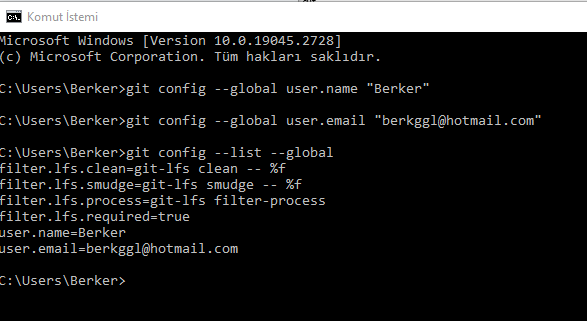 Komut İstemi
Microsoft Windows [Version 10.0.19045.2728]
(c) Microsoft Corporation. Tüm hakları saklıdır.
C:\Users\Berker>git config --global user.name "Berker"
C:\Users\Berker>git config --global user.email "berkggl@hotmail.com"
C:\Users\Berker>git config --list --global
filter.lfs.clean=git-lfs clean -- %f
filter.lfs.smudge=git-lfs smudge -- %f
filter.lfs.process=git-lfs filter-process
filter.lfs.required=true
user.name=Berker
user.email=berkggl@hotmail.com
C:\Users\Berker>